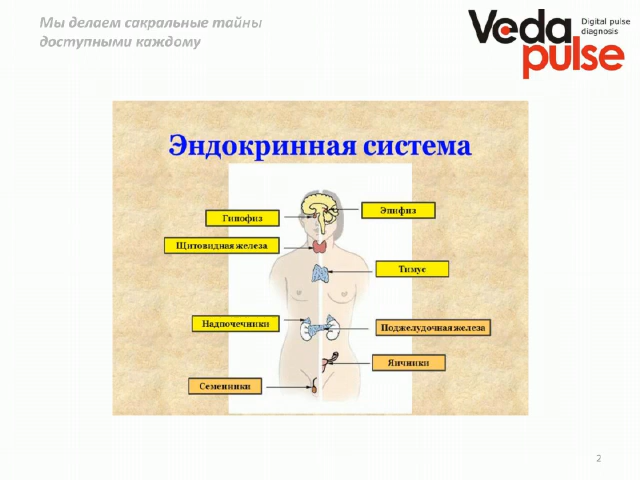 Мы делаем сакральные тайны
доступными каждому
Veda
pulse
Digital pulse
diagnosis
Эндокринная система
Эпифиз
Гипофиз
Щитовидная железа
Тимус
Надпочечники
Поджелудочная железа
Яичники
Семенники
2